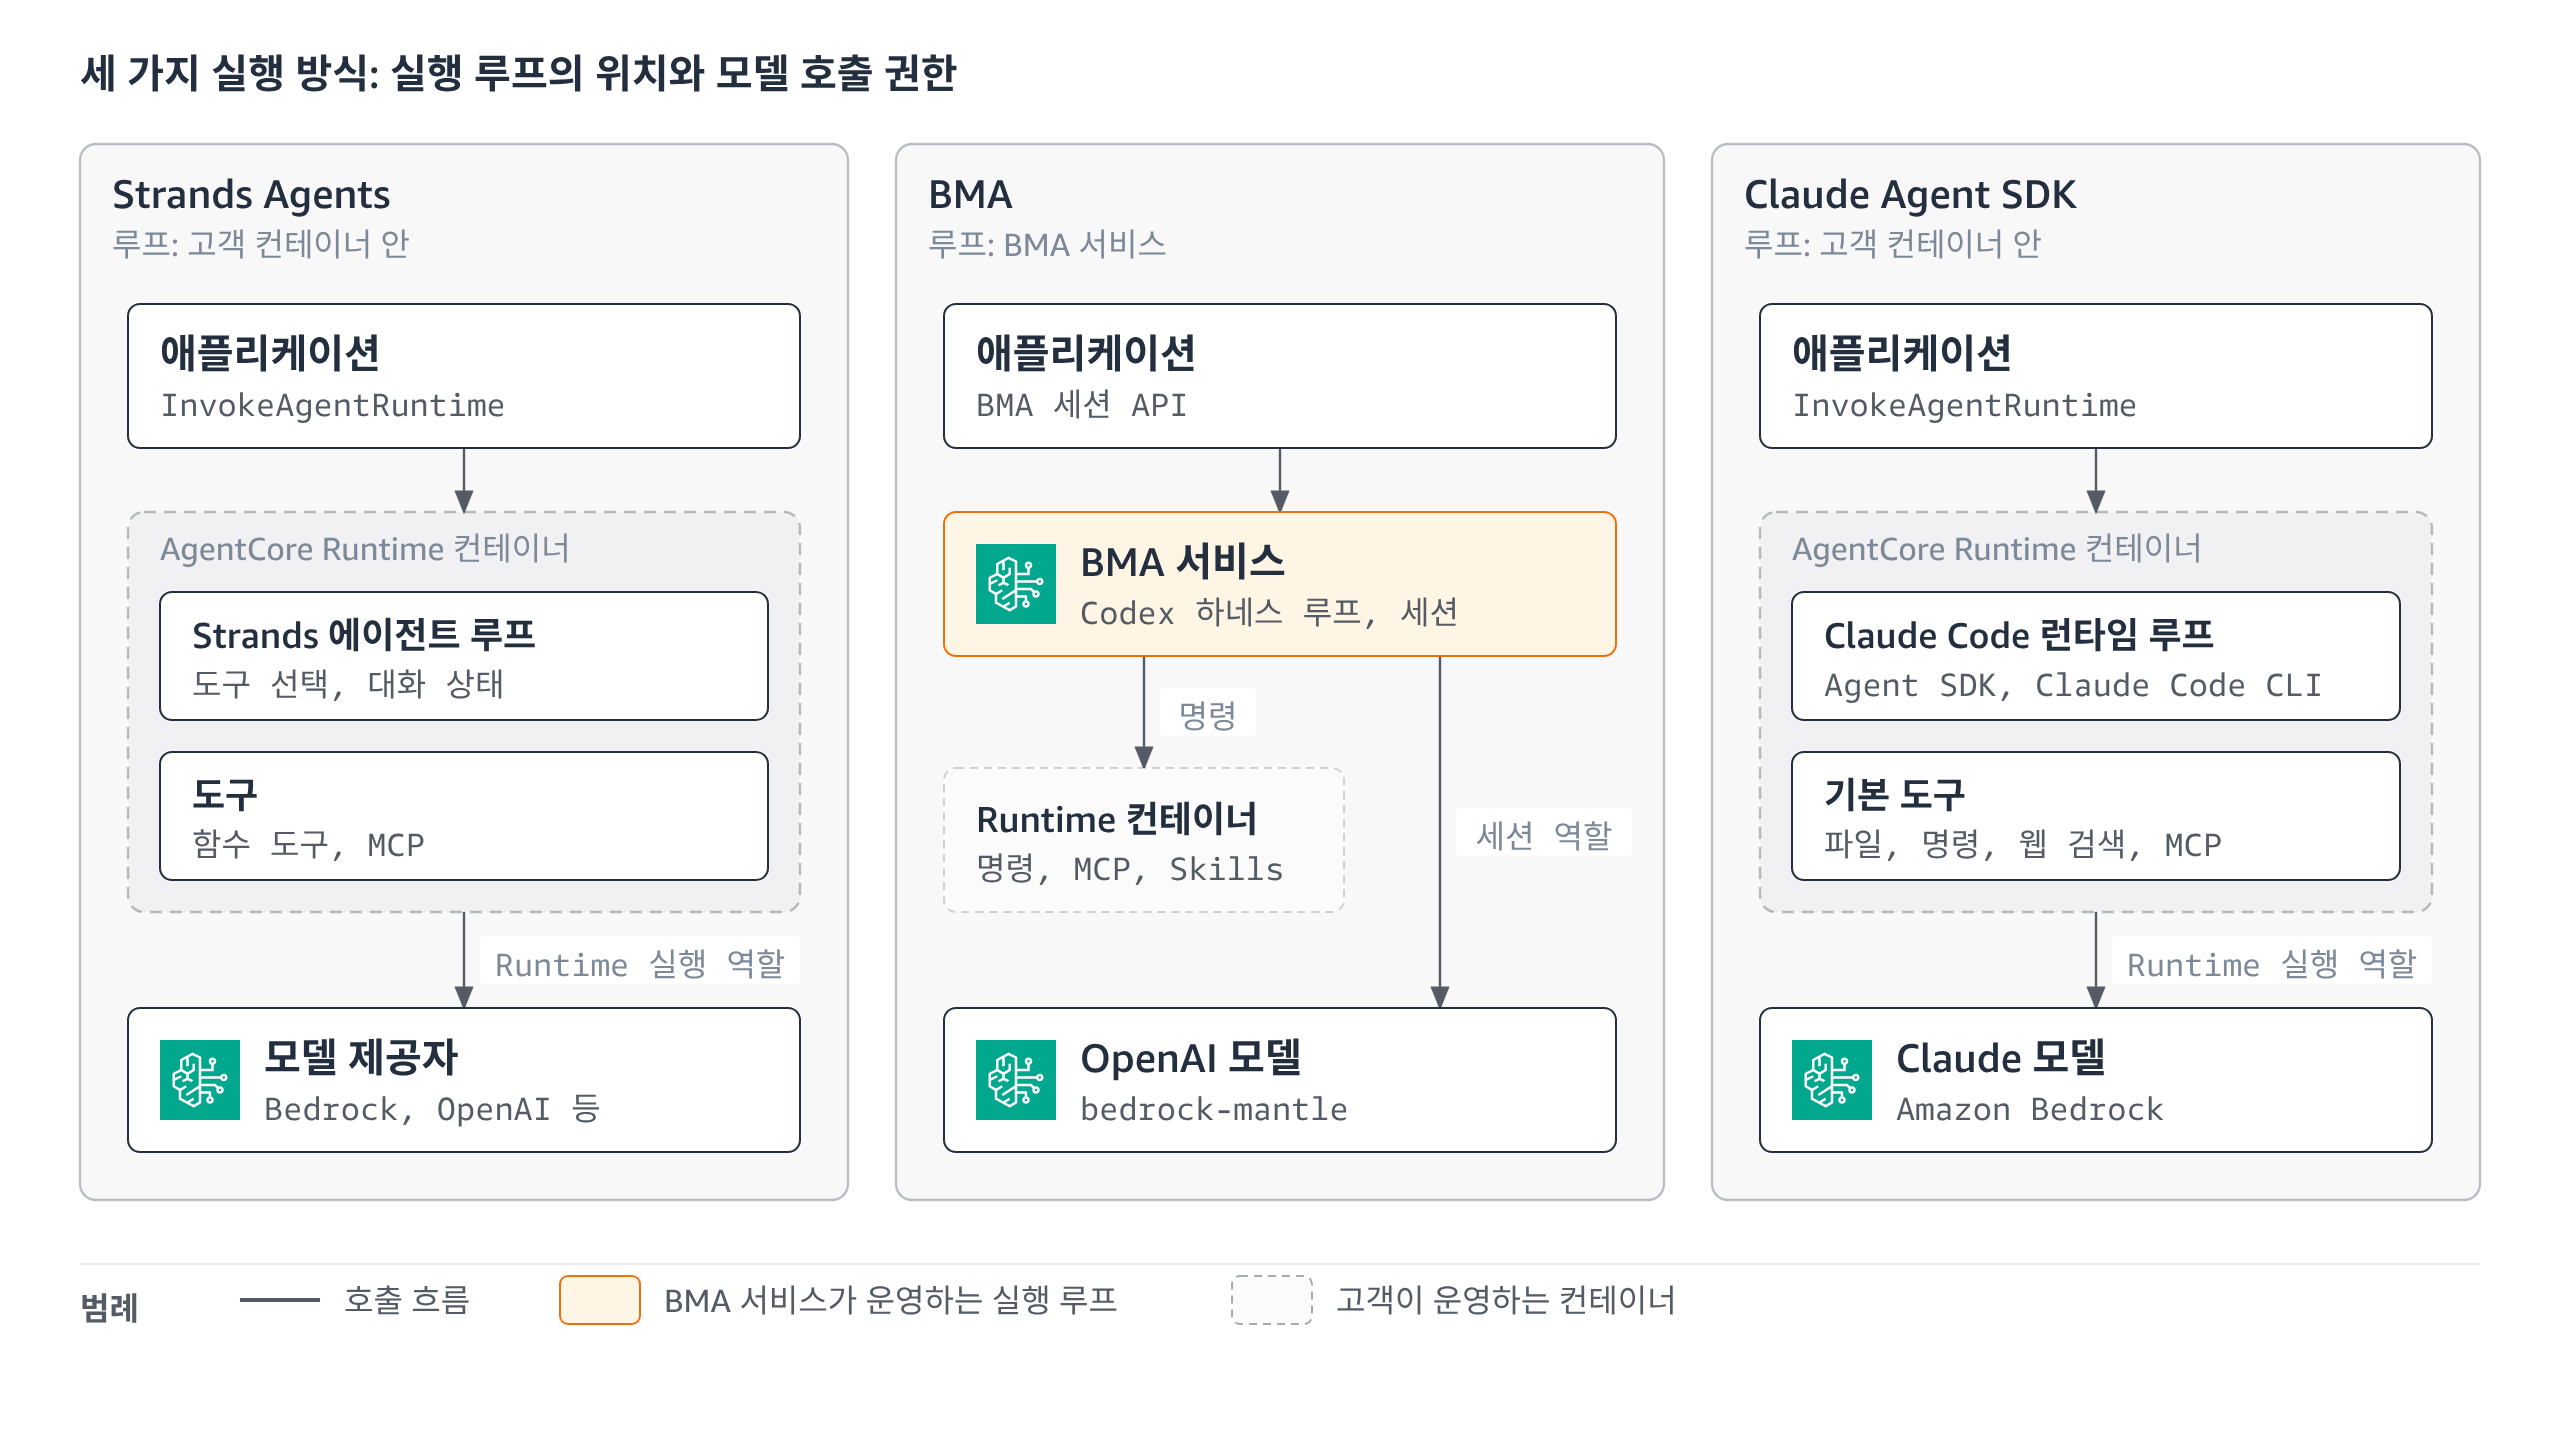 세 가지 실행 방식: 실행 루프의 위치와 모델 호출 권한
Strands Agents
루프: 고객 컨테이너 안
애플리케이션
InvokeAgentRuntime
AgentCore Runtime 컨테이너
Strands 에이전트 루프
도구 선택, 대화 상태
도구
함수 도구, MCP
Runtime 실행 역할
모델 제공자
Bedrock, OpenAI 등
BMA
루프: BMA 서비스
애플리케이션
BMA 세션 API
BMA 서비스
Codex 하네스 루프, 세션
명령
Runtime 컨테이너
명령, MCP, Skills
세션 역할
OpenAI 모델
bedrock-mantle
Claude Agent SDK
루프: 고객 컨테이너 안
애플리케이션
InvokeAgentRuntime
AgentCore Runtime 컨테이너
Claude Code 런타임 루프
Agent SDK, Claude Code CLI
기본 도구
파일, 명령, 웹 검색, MCP
Runtime 실행 역할
Claude 모델
Amazon Bedrock
범례
호출 흐름
BMA 서비스가 운영하는 실행 루프
고객이 운영하는 컨테이너